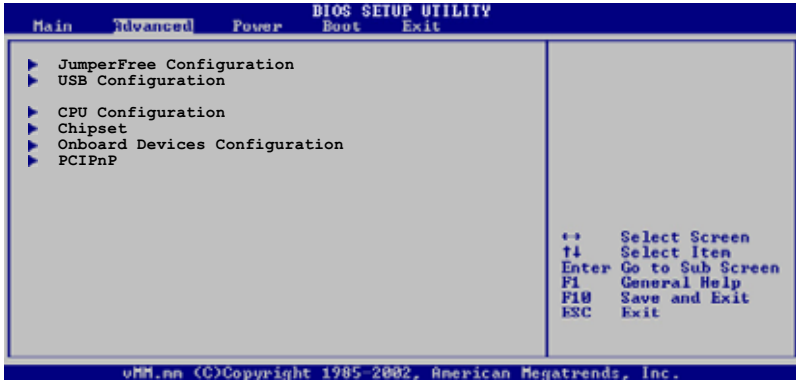 BIOS SETUP UTILITY
Main Advanced Power Boot Exit
JumperFree Configuration
USB Configuration
CPU Configuration
Chipset
Onboard Devices Configuration
PCIPnP
↔ Select Screen
↑↓ Select Item
Enter Go to Sub Screen
F1 General Help
F10 Save and Exit
ESC Exit
vMM.mm (C)Copyright 1985-2002, American Megatrends, Inc.